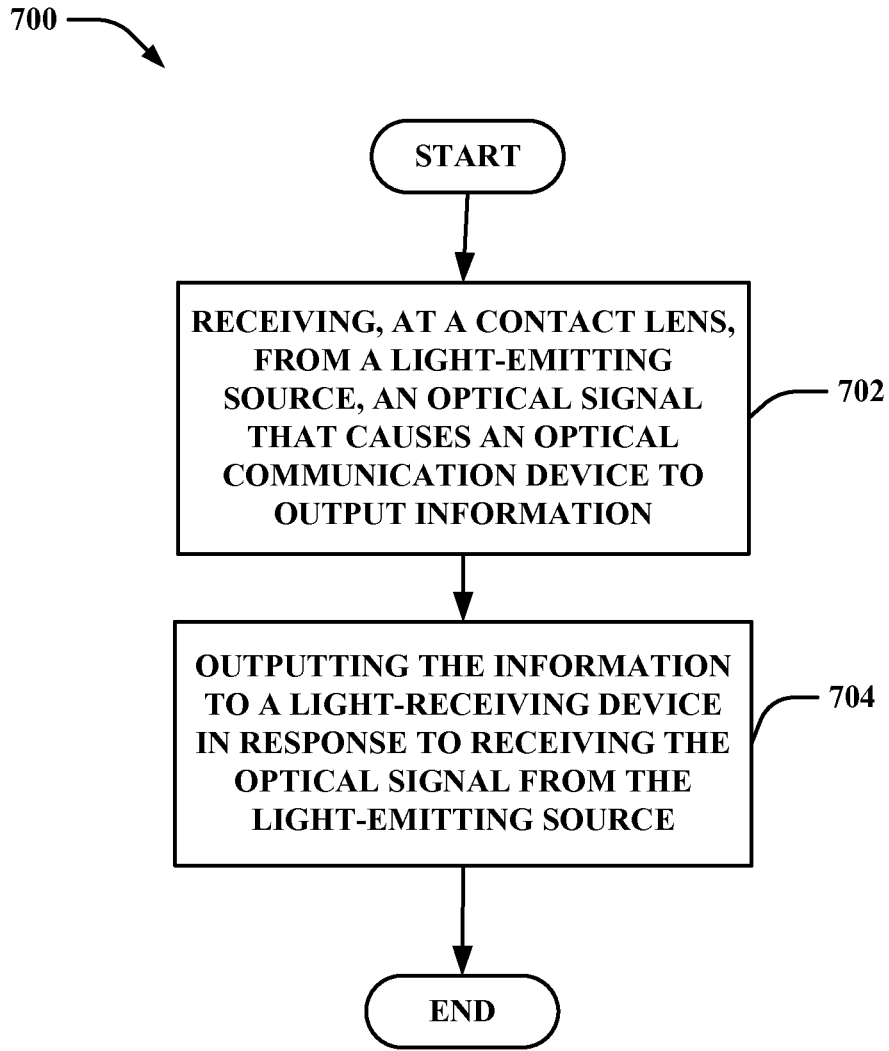 700
START
RECEIVING, AT A CONTACT LENS,
FROM A LIGHT-EMITTING
SOURCE, AN OPTICAL SIGNAL
THAT CAUSES AN OPTICAL
COMMUNICATION DEVICE TO
OUTPUT INFORMATION
702
OUTPUTTING THE INFORMATION
TO A LIGHT-RECEIVING DEVICE
IN RESPONSE TO RECEIVING THE
OPTICAL SIGNAL FROM THE
LIGHT-EMITTING SOURCE
704
END